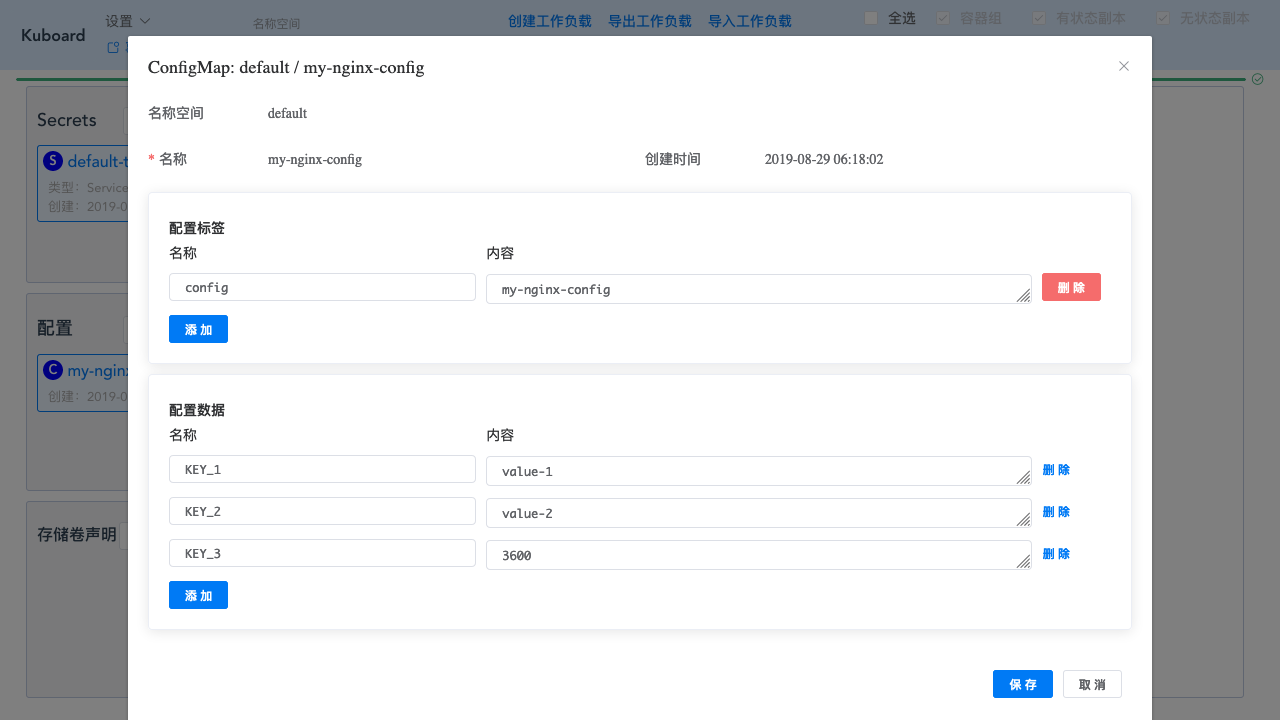 Kuboard
设置
名称空间
创建工作负载 导出工作负载 导入工作负载
全选 容器组 有状态副本 无状态副本
ConfigMap: default / my-nginx-config
名称空间 default
* 名称 my-nginx-config 创建时间 2019-08-29 06:18:02
Secrets
S default-t
类型: Service
创建: 2019-0
配置
C my-nginx
创建: 2019-0
存储卷声明
配置标签
名称 内容
config my-nginx-config 删除
添加
配置数据
名称 内容
KEY_1 value-1 删除
KEY_2 value-2 删除
KEY_3 3600 删除
添加
保存 取消